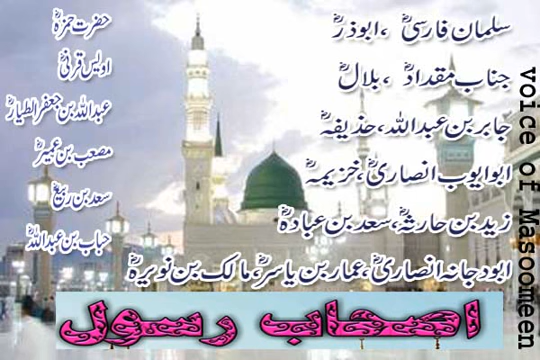 سلمان فارسیؓ ، ابوذرؓ
جناب مقدادؓ ، بلالؓ
جابر بن عبداللہ، حذیفہؓ
ابوایوب انصاریؓ، خزیمہؓ
زید بن حارثہؓ، سعد بن عبادہؓ
ابودجانہ انصاریؓ، عمار بن یاسرؓ، مالک بن نویرہؓ
حضرت حمزہؓ
اویس قرنیؓ
عبداللہ بن جعفر الطیارؓ
مصعب بن عمیرؓ
سعد بن ربیعؓ
حباب بن عبداللہؓ
اصحاب رسول
voice of Masoomeen